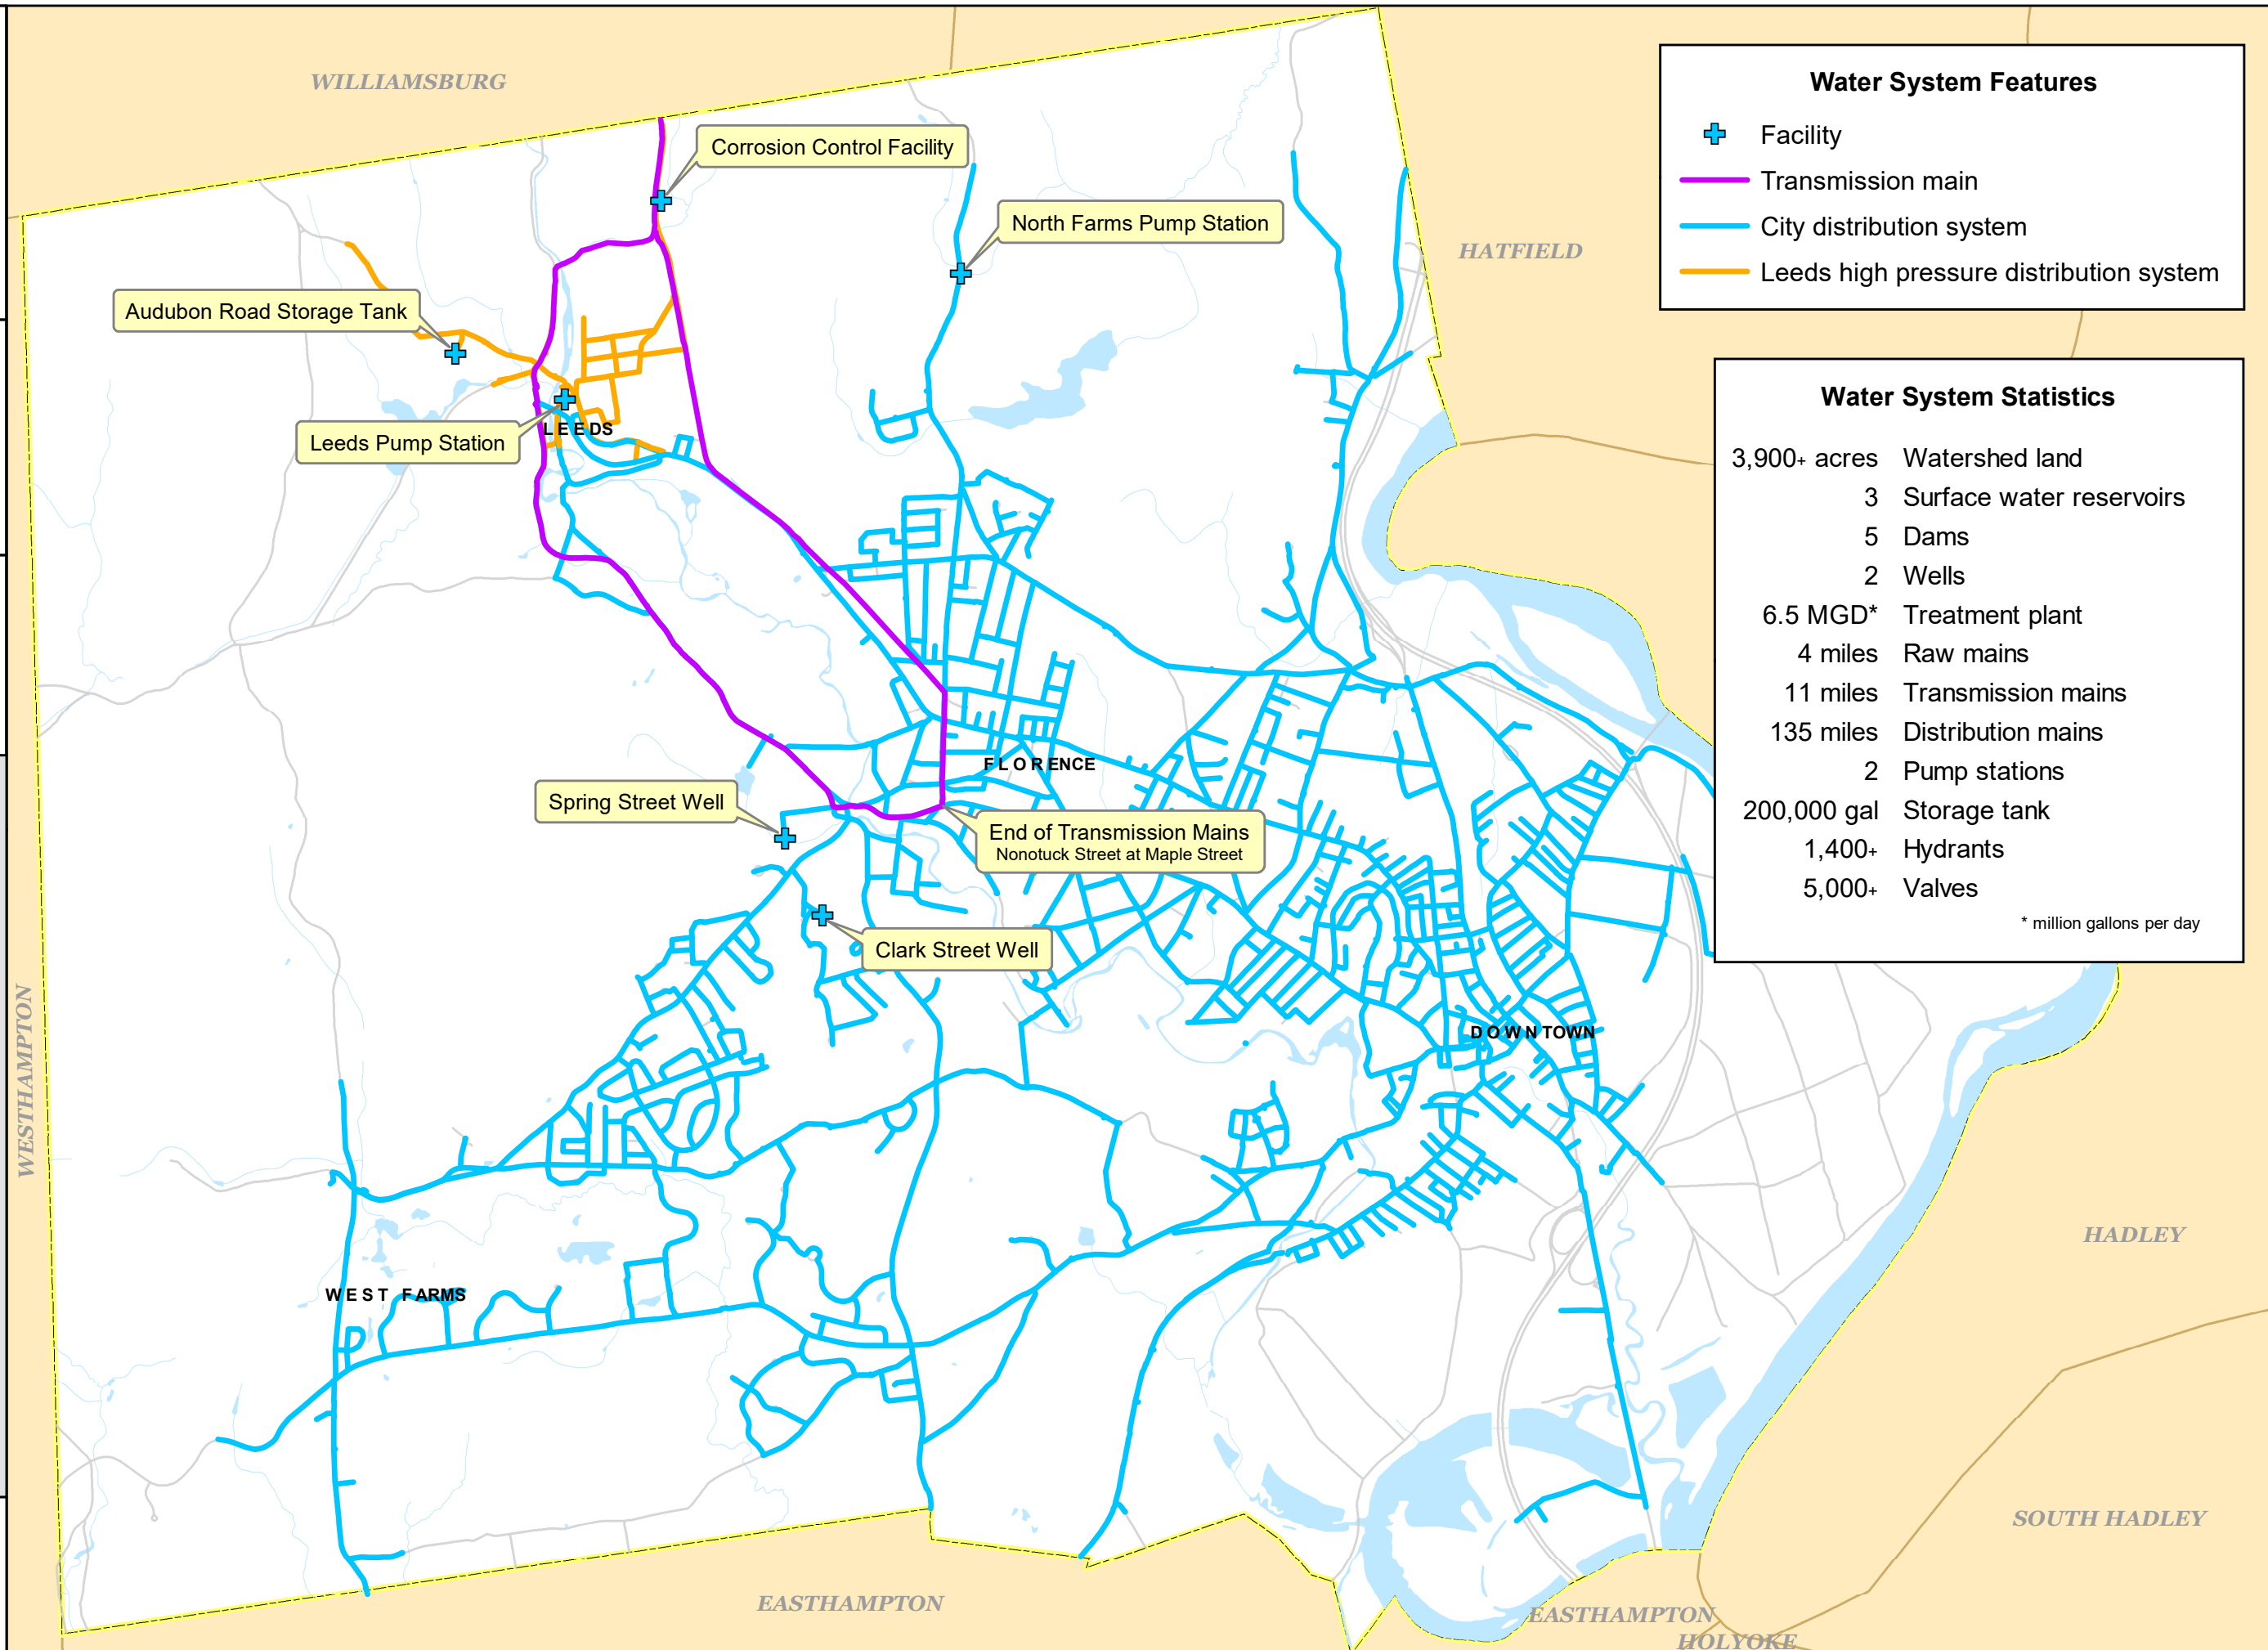 WILLIAMSBURG
Corrosion Control Facility
North Farms Pump Station
HATFIELD
Audubon Road Storage Tank
Leeds Pump Station
LEEDS
Water System Features
Facility
Transmission main
City distribution system
Leeds high pressure distribution system
Water System Statistics
3,900+ acres Watershed land
3 Surface water reservoirs
5 Dams
2 Wells
6.5 MGD* Treatment plant
4 miles Raw mains
11 miles Transmission mains
135 miles Distribution mains
2 Pump stations
200,000 gal Storage tank
1,400+ Hydrants
5,000+ Valves
* million gallons per day
FLORENCE
Spring Street Well
End of Transmission Mains
Nonotuck Street at Maple Street
Clark Street Well
DOWNTOWN
WESTHAMPTON
WEST FARMS
HADLEY
SOUTH HADLEY
EASTHAMPTON
EASTHAMPTON
HOLYOKE